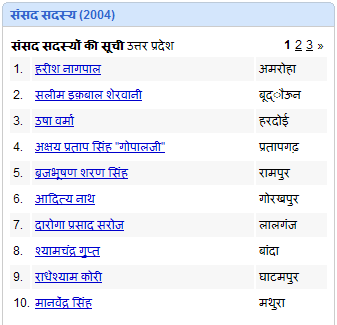 संसद सदस्य (2004)
संसद सदस्यों की सूची उत्तर प्रदेश 1 2 3 »
1. हरीश नागपाल अमरोहा
2. सलीम इक़बाल शेरवानी बूद्ौऊन
3. उषा वर्मा हरदोई
4. अक्षय प्रताप सिंह "गोपालजी" प्रतापगढ़
5. बृजभूषण शरण सिंह रामपुर
6. आदित्य नाथ गोरखपुर
7. दारोगा प्रसाद सरोज लालगंज
8. श्यामचंद्र गुप्त बांदा
9. राधेश्याम कोरी घाटमपुर
10. मानवेंद्र सिंह मथुरा